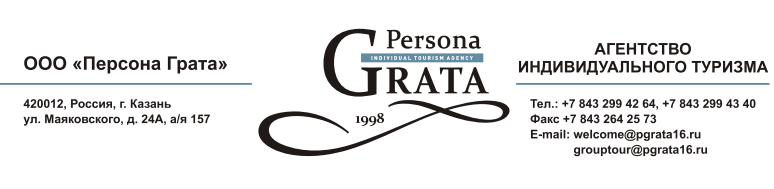 ООО «Персона Грата»
420012, Россия, г. Казань
ул. Маяковского, д. 24А, а/я 157
Persona
INDIVIDUAL TOURISM AGENCY
GRATA
1998
АГЕНТСТВО
ИНДИВИДУАЛЬНОГО ТУРИЗМА
Тел.: +7 843 299 42 64, +7 843 299 43 40
Факс +7 843 264 25 73
E-mail: welcome@pgrata16.ru
grouptour@pgrata16.ru